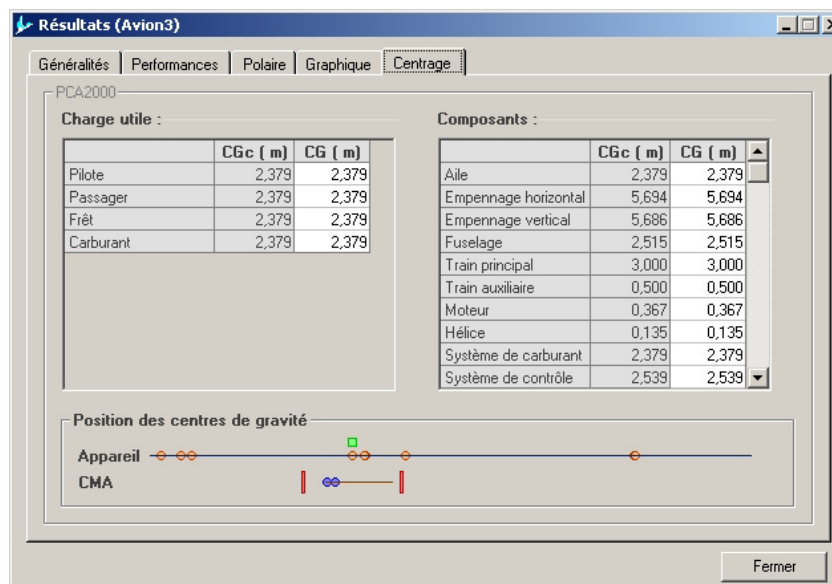 Résultats (Avion3)
Généralités Performances Polaire Graphique Centrage
PCA2000
Charge utile :
CGc ( m) CG ( m)
Pilote 2,379 2,379
Passager 2,379 2,379
Frêt 2,379 2,379
Carburant 2,379 2,379
Composants :
CGc ( m) CG ( m)
Aile 2,379 2,379
Empennage horizontal 5,694 5,694
Empennage vertical 5,686 5,686
Fuselage 2,515 2,515
Train principal 3,000 3,000
Train auxiliaire 0,500 0,500
Moteur 0,367 0,367
Hélice 0,135 0,135
Système de carburant 2,379 2,379
Système de contrôle 2,539 2,539
Position des centres de gravité
Appareil
CMA
Fermer